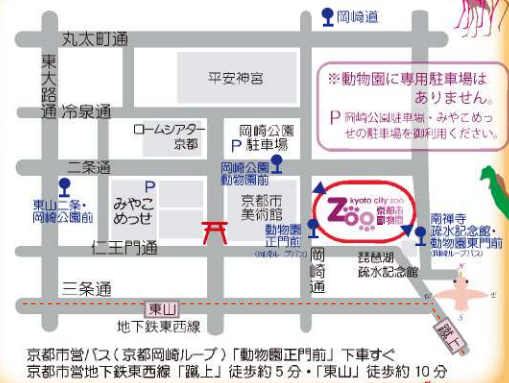 岡崎道
丸太町通
東大路通
平安神宮
※動物園に専用駐車場は
ありません。
P 岡崎公園駐車場・みやこめっ
せの駐車場を御利用ください。
冷泉通
ロームシアター
京都
岡崎公園
P 駐車場
二条通
岡崎公園
動物園前
東山二条・
岡崎公園前
P
みやこ
めっせ
京都市
美術館
kyoto city zoo
Zoo
京都市
動物園
動物園
正門前
南禅寺
疏水記念館・
動物園東門前
仁王門通
岡崎通
琵琶湖
疏水記念館
三条通
東山
地下鉄東西線
蹴上
N
W
E
S
京都市営バス(京都岡崎ループ)「動物園正門前」下車すぐ
京都市営地下鉄東西線「蹴上」徒歩約5分・「東山」徒歩約10分